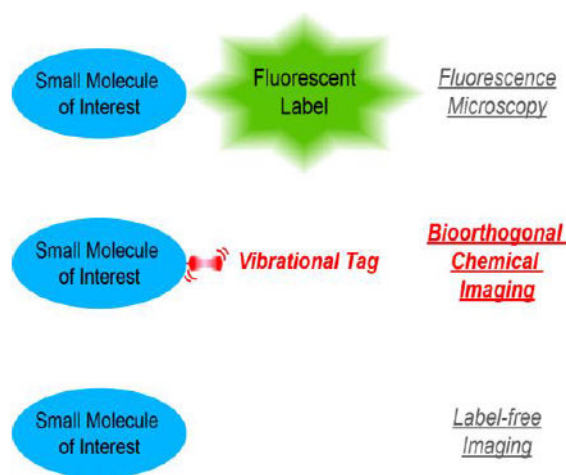 Small Molecule
of Interest
Fluorescent
Label
Fluorescence
Microscopy
Small Molecule
of Interest
Vibrational Tag
Bioorthogonal
Chemical
Imaging
Small Molecule
of Interest
Label-free
Imaging